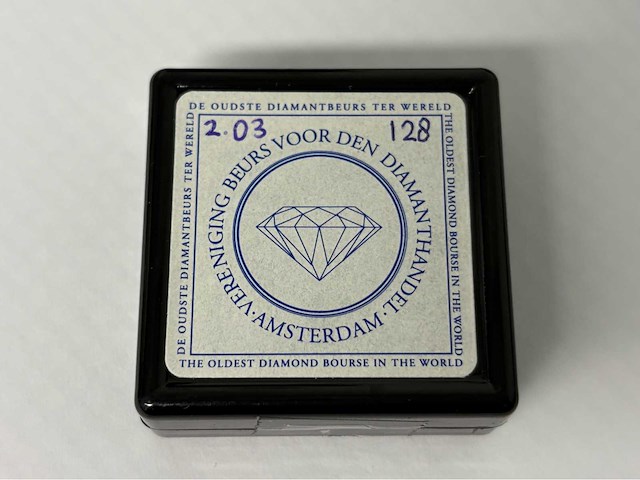 DE OUDSTE DIAMANTBEURS TER WERELD
2.03
128
VERENIGING BEURS VOOR DEN DIAMANTHANDEL
·AMSTERDAM·
DE OUDSTE DIAMANTBEURS TER WERELD
THE OLDEST DIAMOND BOURSE IN THE WORLD
THE OLDEST DIAMOND BOURSE IN THE WORLD